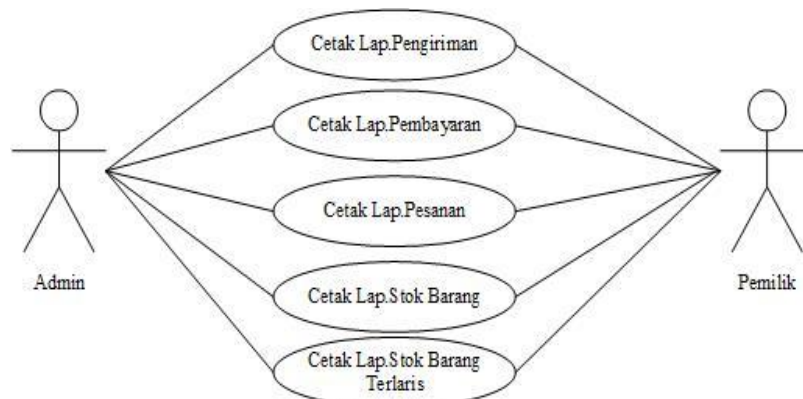 Cetak Lap.Pengiriman
Cetak Lap.Pembayaran
Cetak Lap.Pesanan
Admin
Pemilik
Cetak Lap.Stok Barang
Cetak Lap.Stok Barang
Terlaris